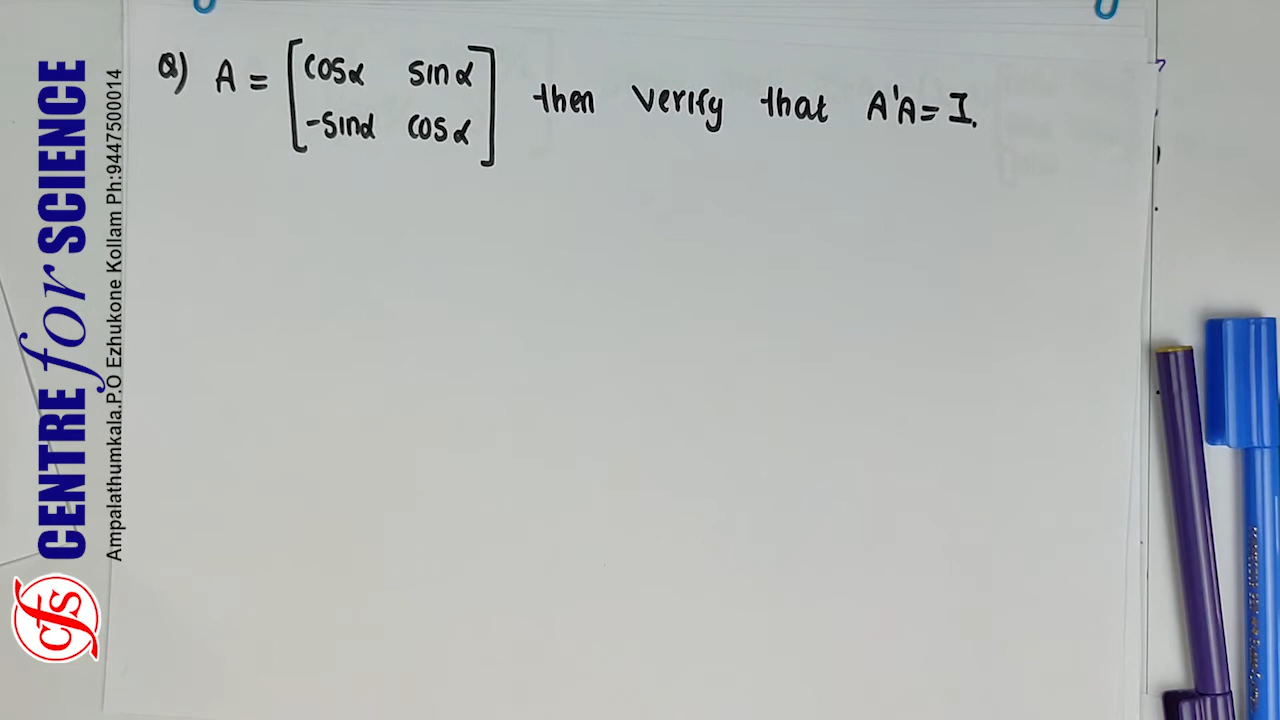 Q) A = [cosα sinα
-sinα cosα] then verify that A'A = I.
CENTRE for SCIENCE
Ampalathumkala.P.O Ezhukone Kollam Ph:9447500014
cfs